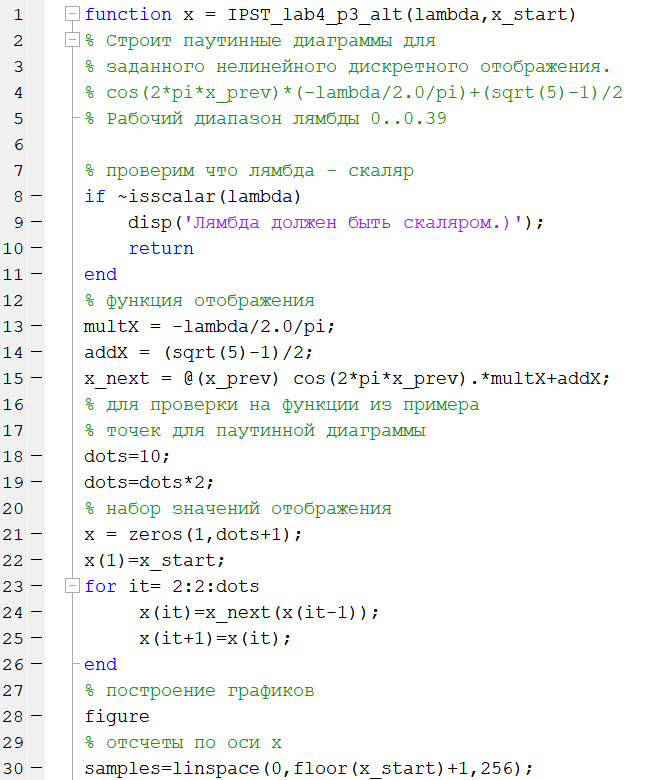 1 function x = IPST_lab4_p3_alt(lambda,x_start)
2 % Строит паутинные диаграммы для
3 % заданного нелинейного дискретного отображения.
4 % cos(2*pi*x_prev)*(-lambda/2.0/pi)+(sqrt(5)-1)/2
5 % Рабочий диапазон лямбды 0..0.39
6
7 % проверим что лямбда - скаляр
8 if ~isscalar(lambda)
9 disp('Лямбда должен быть скаляром.)');
10 return
11 end
12 % функция отображения
13 multX = -lambda/2.0/pi;
14 addX = (sqrt(5)-1)/2;
15 x_next = @(x_prev) cos(2*pi*x_prev).*multX+addX;
16 % для проверки на функции из примера
17 % точек для паутинной диаграммы
18 dots=10;
19 dots=dots*2;
20 % набор значений отображения
21 x = zeros(1,dots+1);
22 x(1)=x_start;
23 for it= 2:2:dots
24 x(it)=x_next(x(it-1));
25 x(it+1)=x(it);
26 end
27 % построение графиков
28 figure
29 % отсчеты по оси x
30 samples=linspace(0,floor(x_start)+1,256);